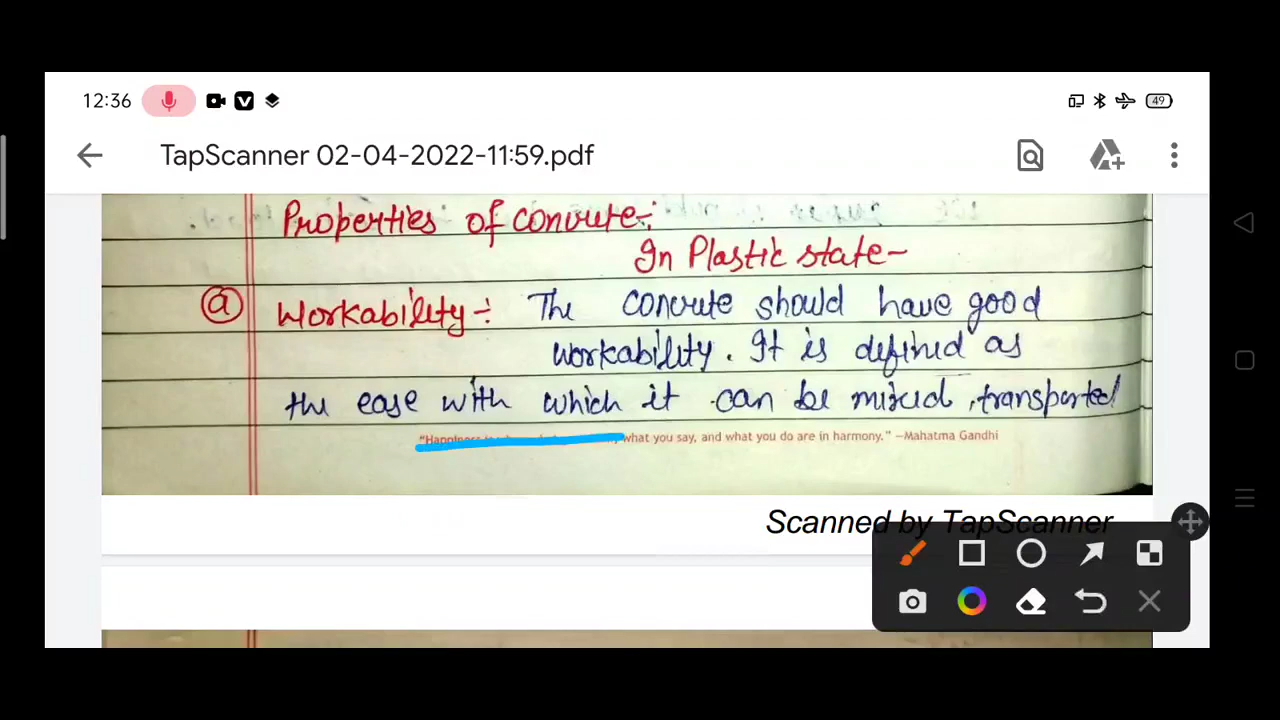 12:36
49
TapScanner 02-04-2022-11:59.pdf
Properties of concrete:-
In Plastic state-
(a) Workability:- The concrete should have good
workability. It is defined as
the ease with which it can be mixed, transported
"Happiness what you say, and what you do are in harmony." —Mahatma Gandhi
Scanned by TapScanner